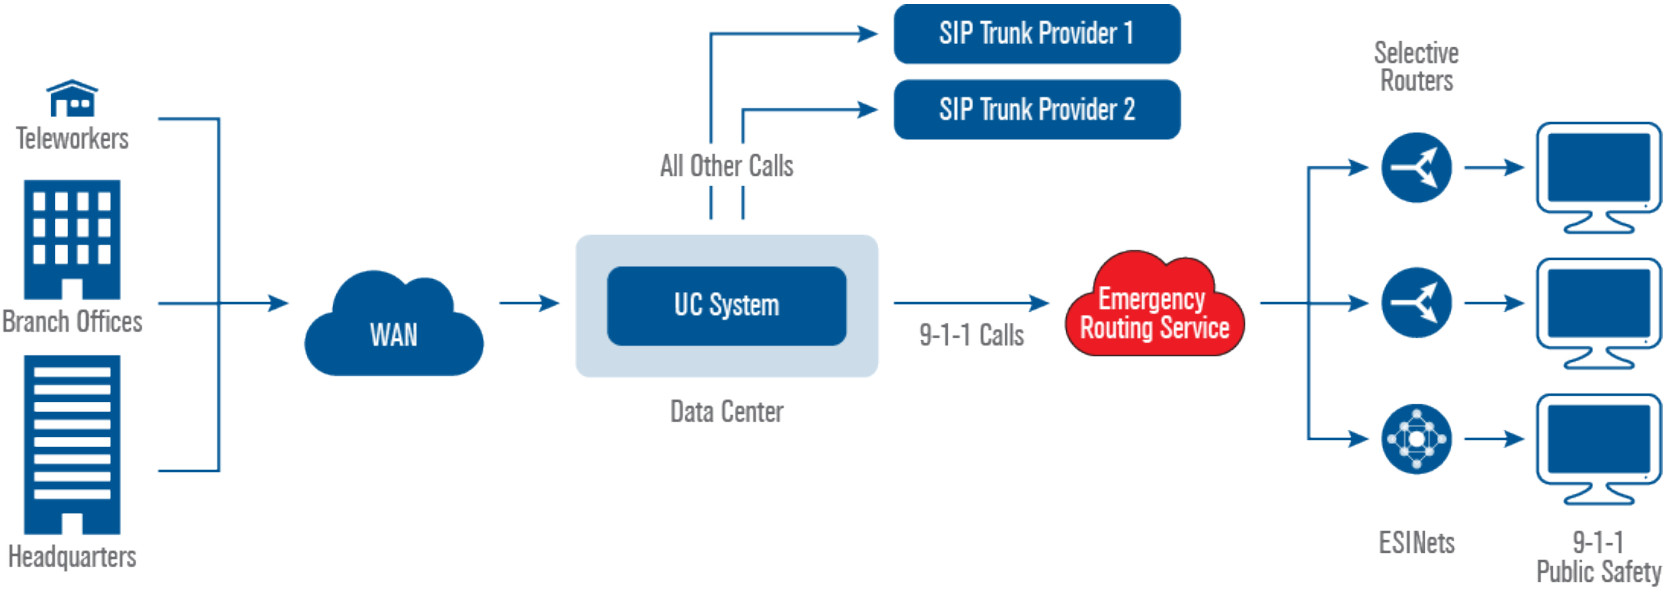 Teleworkers
Branch Offices
Headquarters
WAN
SIP Trunk Provider 1
SIP Trunk Provider 2
All Other Calls
UC System
Data Center
9-1-1 Calls
Emergency
Routing Service
Selective
Routers
ESINets
9-1-1
Public Safety